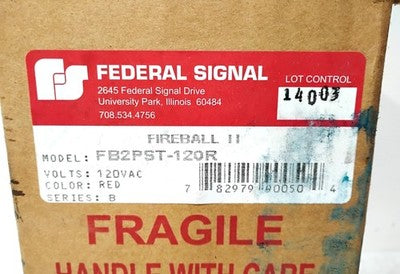 FEDERAL SIGNAL
2645 Federal Signal Drive
University Park, Illinois 60484
708.534.4756
LOT CONTROL
14003
FIREBALL II
MODEL: FB2PST-120R
VOLTS: 120VAC
COLOR: RED
SERIES: B
7 82979 90050 4
FRAGILE
HANDLE WITH CARE